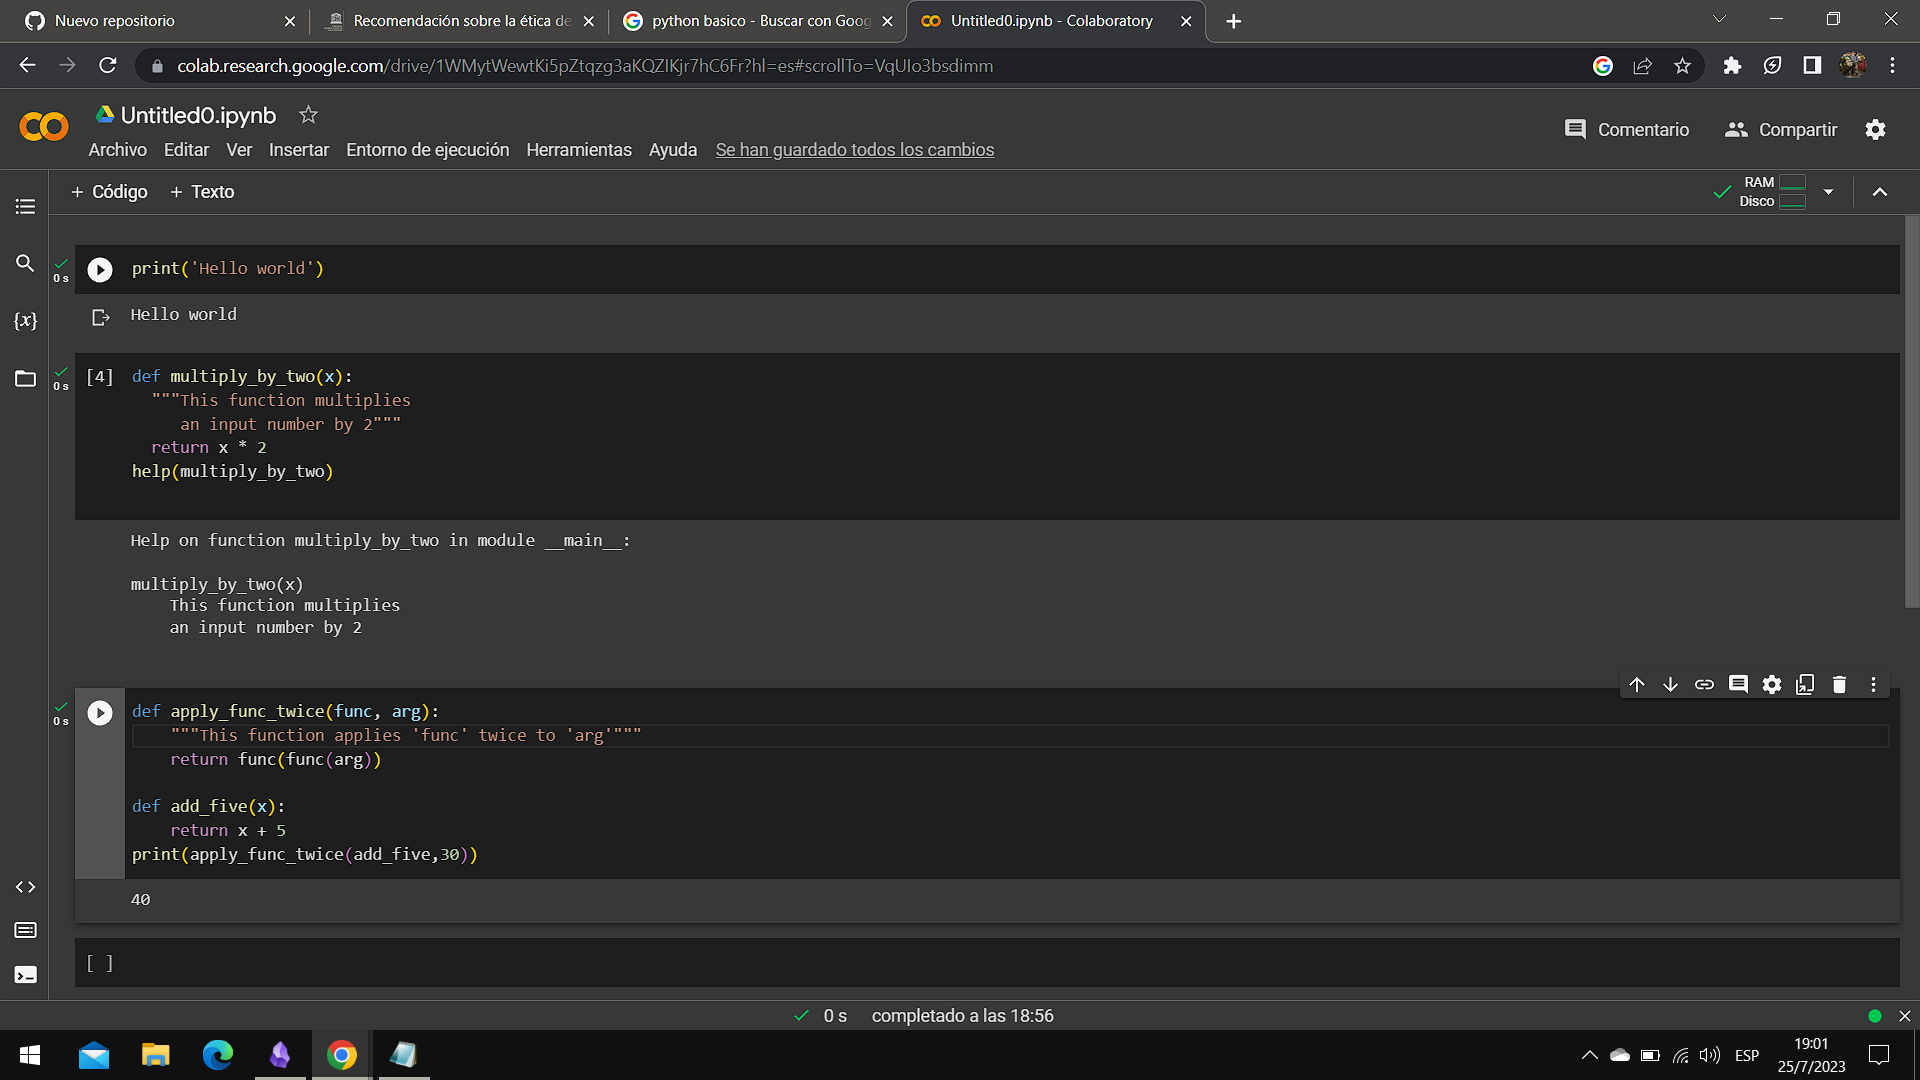 Nuevo repositorio
Recomendación sobre la ética de
python basico - Buscar con Goog
Untitled0.ipynb - Colaboratory
colab.research.google.com/drive/1WMytWewtKi5pZtqzg3aKQZIKjr7hC6Fr?hl=es#scrollTo=VqUIo3bsdimm
Untitled0.ipynb
Comentario
Compartir
Archivo Editar Ver Insertar Entorno de ejecución Herramientas Ayuda Se han guardado todos los cambios
+ Código + Texto
RAM
Disco
0 s
print('Hello world')
Hello world
{x}
0 s
[4] def multiply_by_two(x):
"""This function multiplies
an input number by 2"""
return x * 2
help(multiply_by_two)
Help on function multiply_by_two in module __main__:
multiply_by_two(x)
This function multiplies
an input number by 2
0 s
def apply_func_twice(func, arg):
"""This function applies 'func' twice to 'arg'"""
return func(func(arg))
def add_five(x):
return x + 5
print(apply_func_twice(add_five,30))
40
[ ]
0 s completado a las 18:56
ESP
19:01
25/7/2023